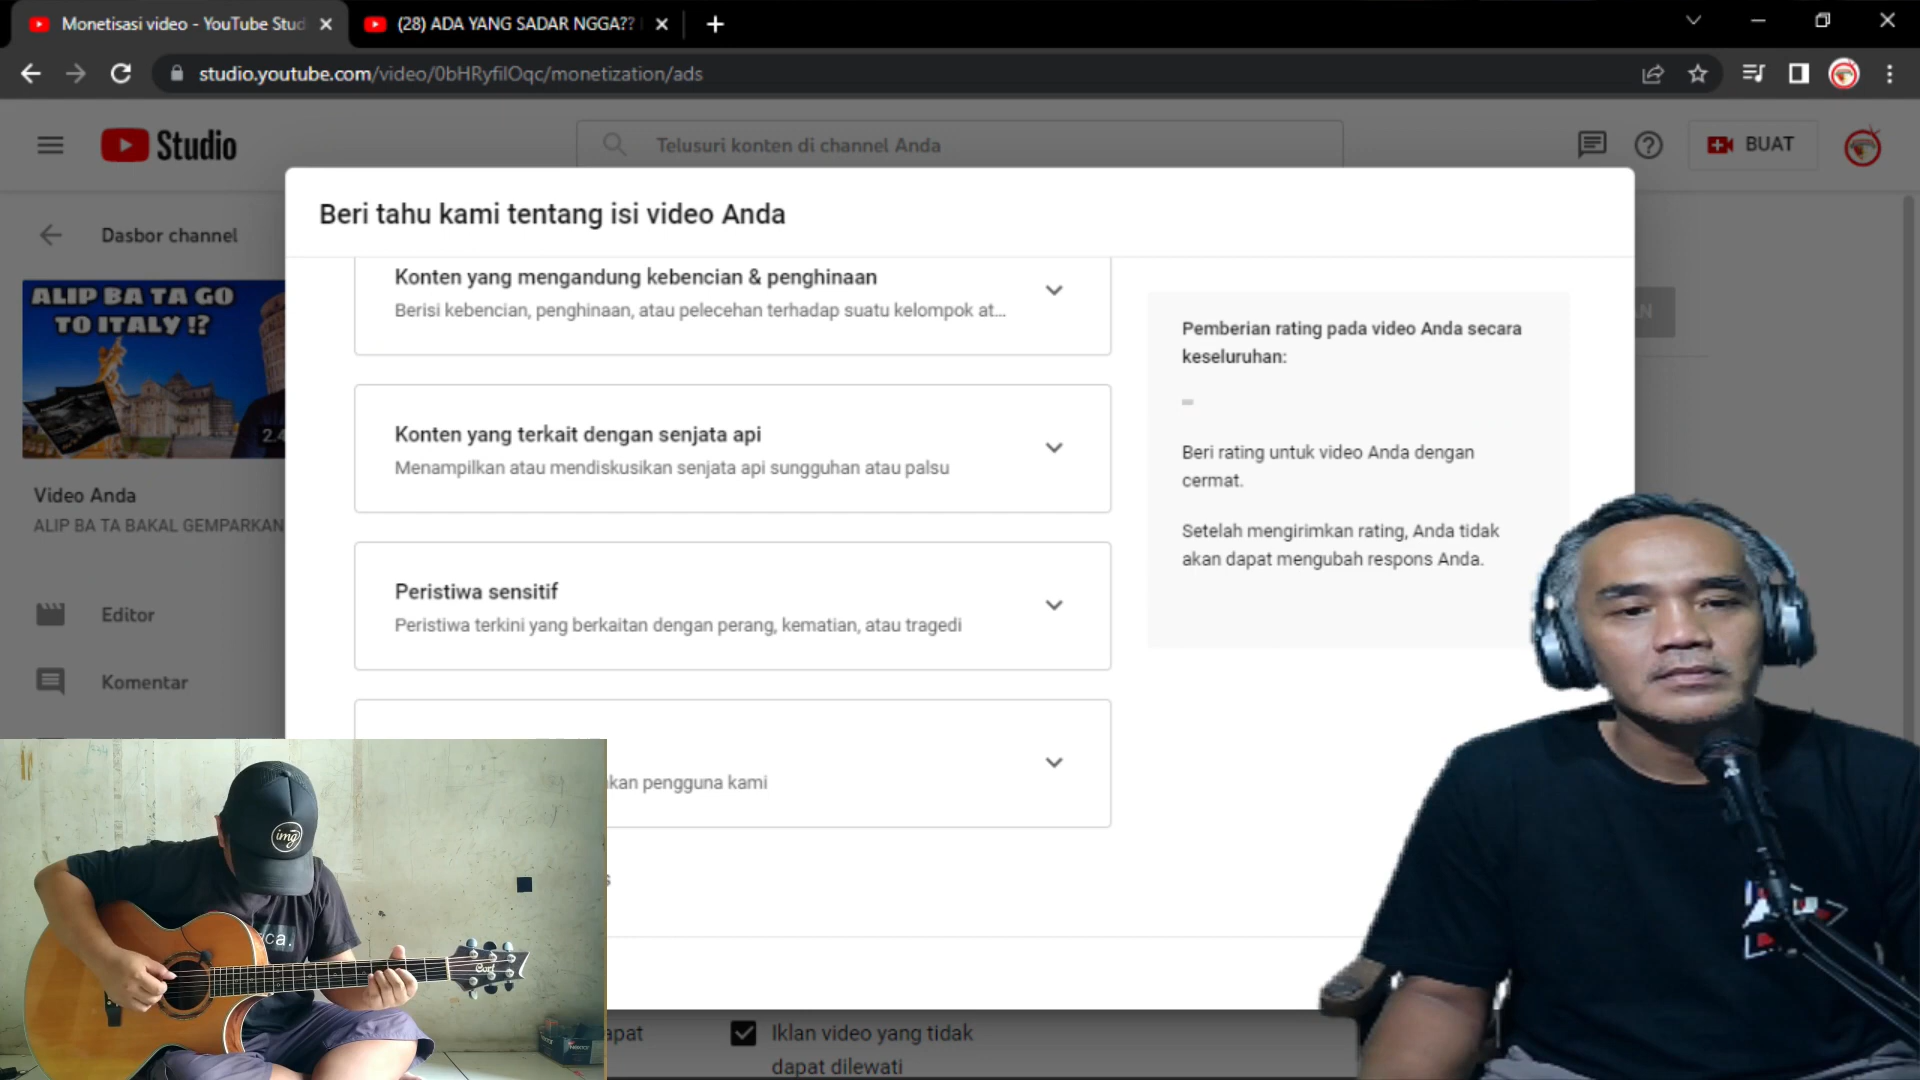 Monetisasi video - YouTube Stud
(28) ADA YANG SADAR NGGA??
studio.youtube.com/video/0bHRyfilOqc/monetization/ads
Studio
Telusuri konten di channel Anda
BUAT
Dasbor channel
ALIP BA TA GO
TO ITALY !?
2.4
Video Anda
ALIP BA TA BAKAL GEMPARKAN
Editor
Komentar
Beri tahu kami tentang isi video Anda
Konten yang mengandung kebencian & penghinaan
Berisi kebencian, penghinaan, atau pelecehan terhadap suatu kelompok at...
Konten yang terkait dengan senjata api
Menampilkan atau mendiskusikan senjata api sungguhan atau palsu
Peristiwa sensitif
Peristiwa terkini yang berkaitan dengan perang, kematian, atau tragedi
kan pengguna kami
Pemberian rating pada video Anda secara
keseluruhan:
Beri rating untuk video Anda dengan
cermat.
Setelah mengirimkan rating, Anda tidak
akan dapat mengubah respons Anda.
apat
Iklan video yang tidak
dapat dilewati
img
ca.
Cort